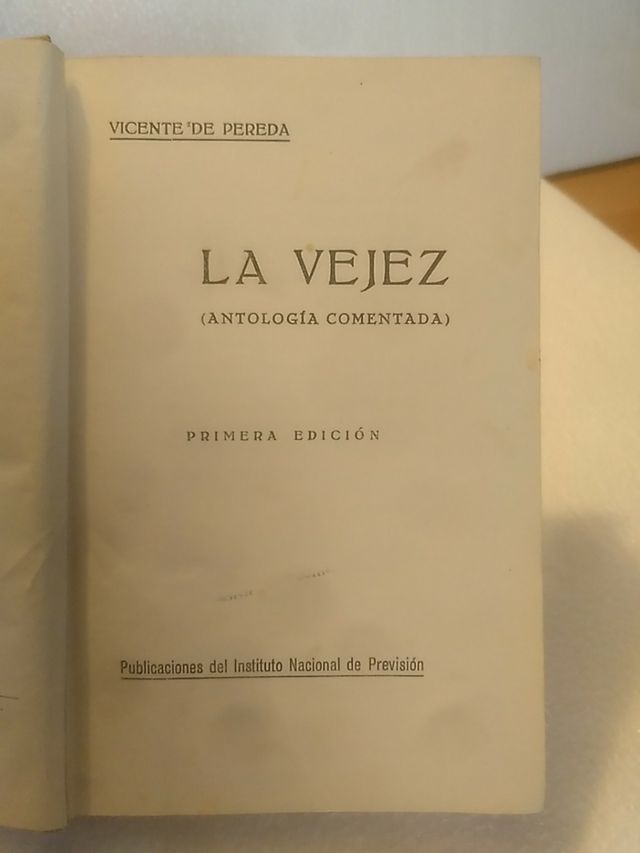 VICENTE DE PEREDA
LA VEJEZ
(ANTOLOGÍA COMENTADA)
PRIMERA EDICIÓN
Publicaciones del Instituto Nacional de Previsión